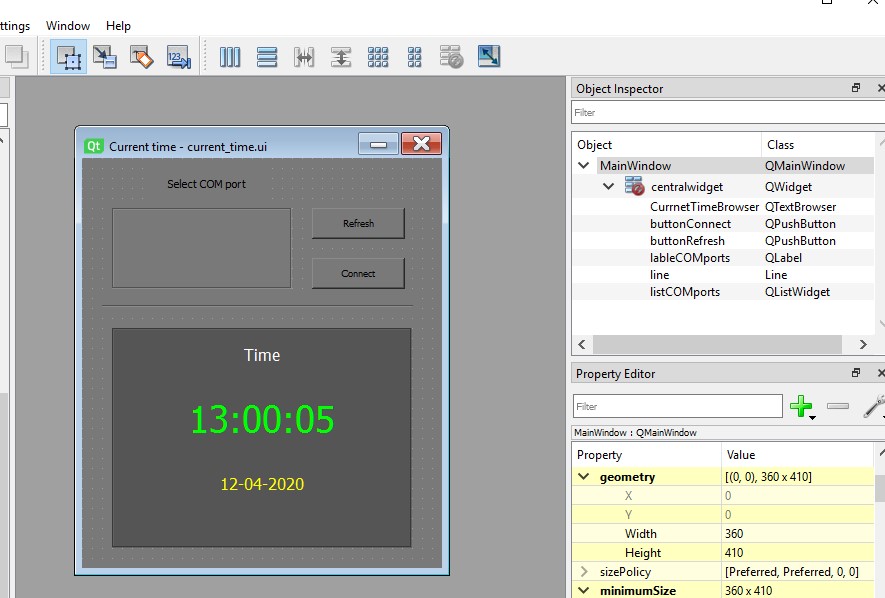 ttings Window Help
Current time - current_time.ui
Select COM port
Refresh
Connect
Time
13:00:05
12-04-2020
Object Inspector
Filter
Object Class
MainWindow QMainWindow
centralwidget QWidget
CurrnetTimeBrowser QTextBrowser
buttonConnect QPushButton
buttonRefresh QPushButton
lableCOMports QLabel
line Line
listCOMports QListWidget
Property Editor
Filter
MainWindow : QMainWindow
Property Value
geometry [(0, 0), 360 x 410]
X 0
Y 0
Width 360
Height 410
sizePolicy [Preferred, Preferred, 0, 0]
minimumSize 360 x 410